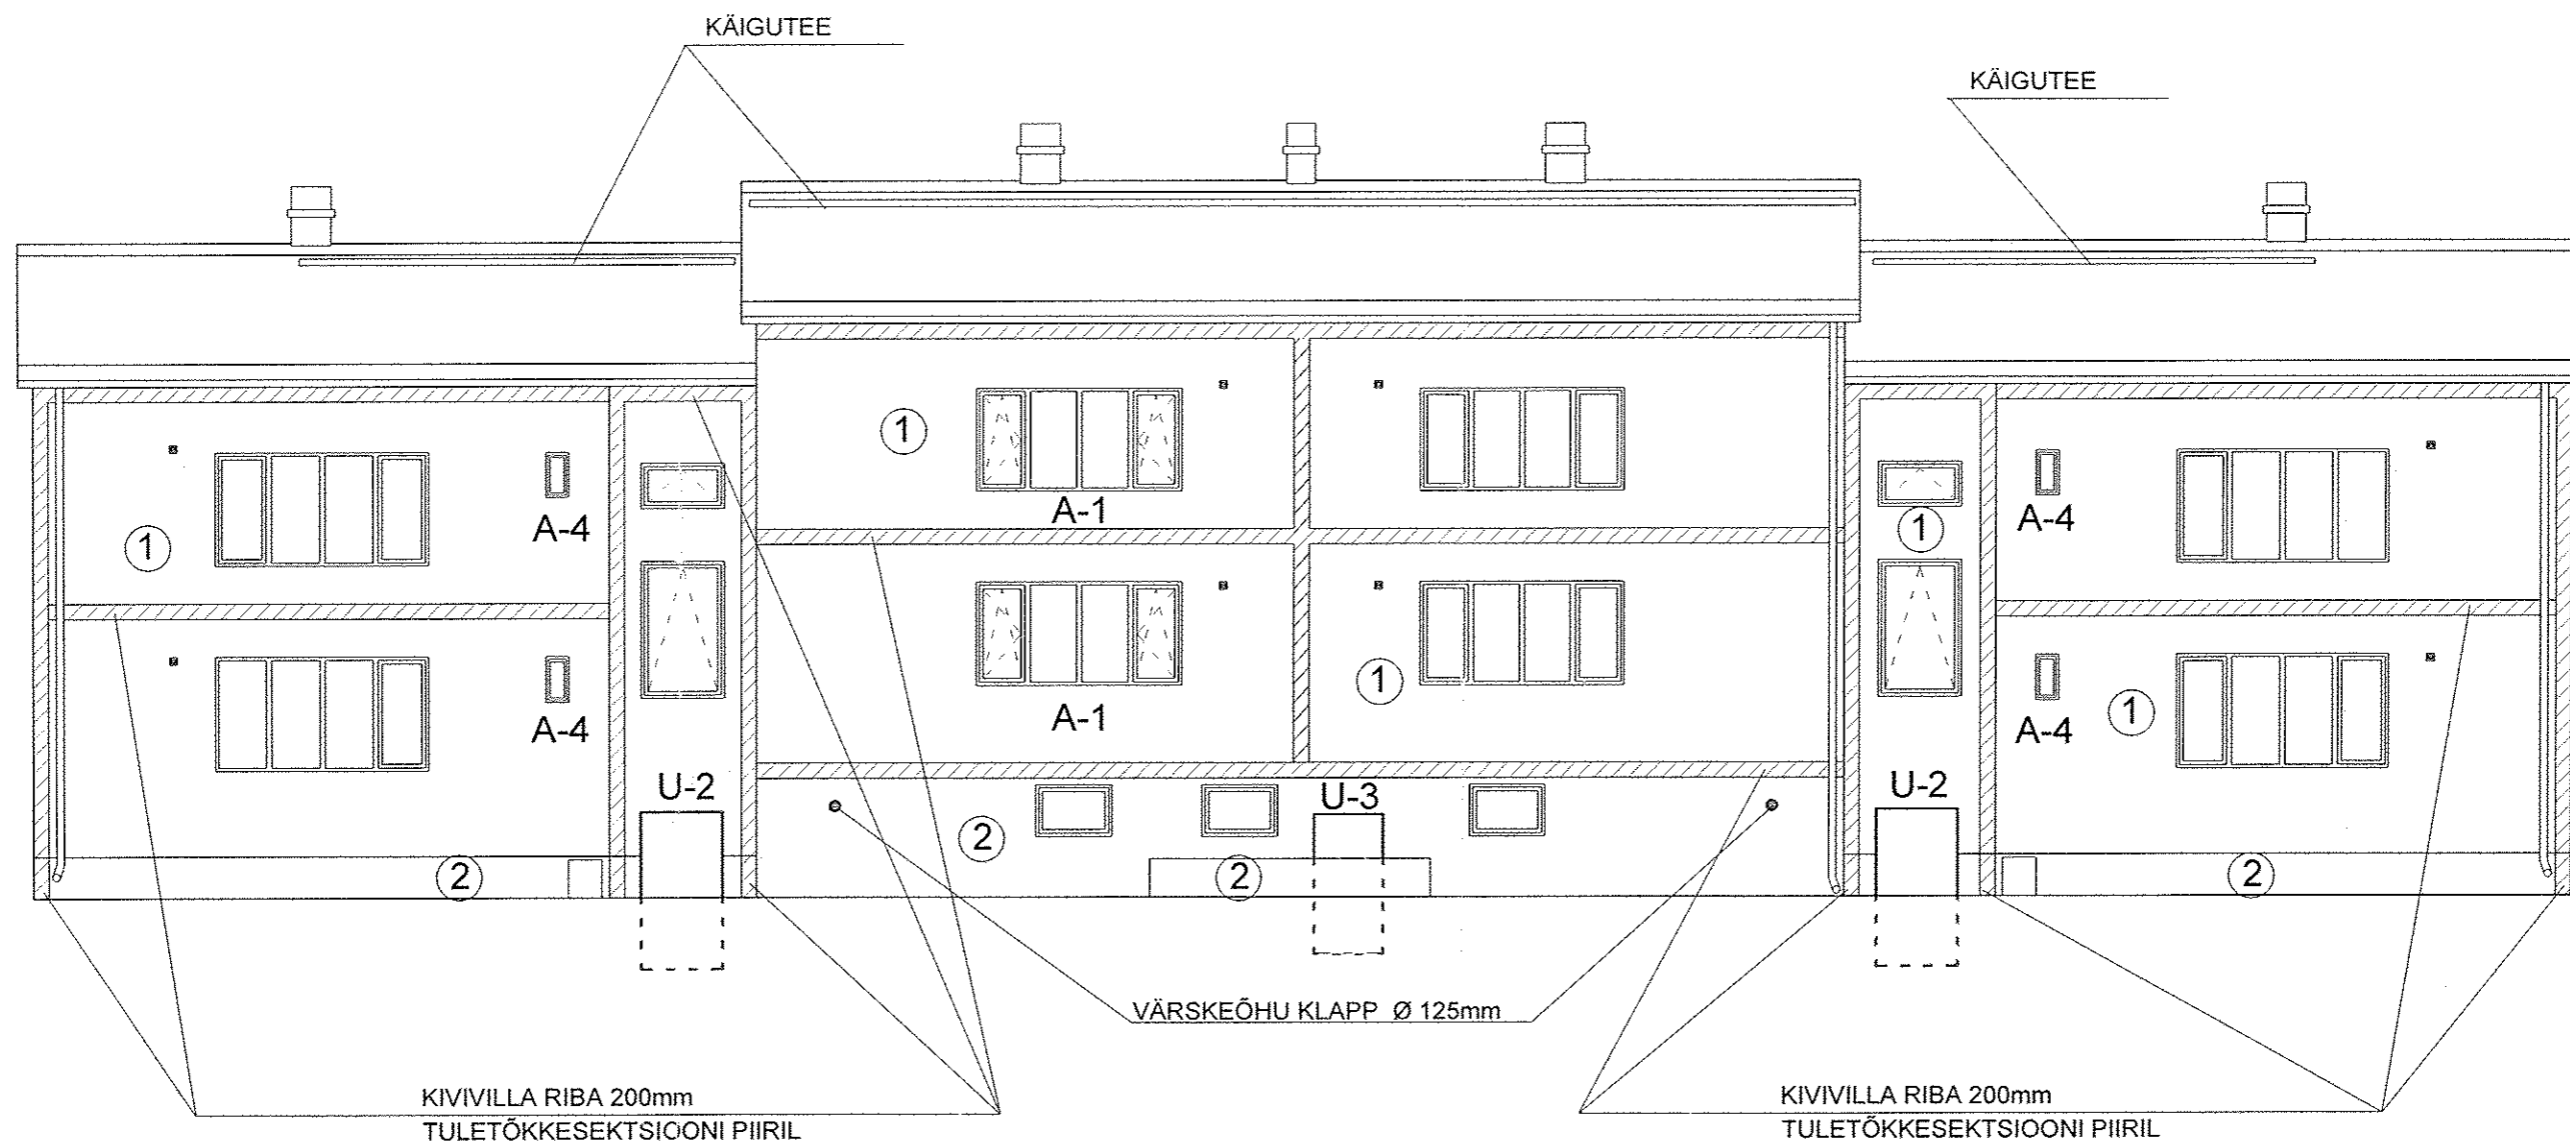 KÄIGUTEE
KÄIGUTEE
1
A-1
A-4
1
1
A-4
1
A-4
A-1
1
A-4
1
U-2
U-3
U-2
2
2
2
2
VÄRSKEÕHU KLAPP Ø 125mm
KIVIVILLA RIBA 200mm
TULETÕKKESEKTSIOONI PIIRIL
KIVIVILLA RIBA 200mm
TULETÕKKESEKTSIOONI PIIRIL